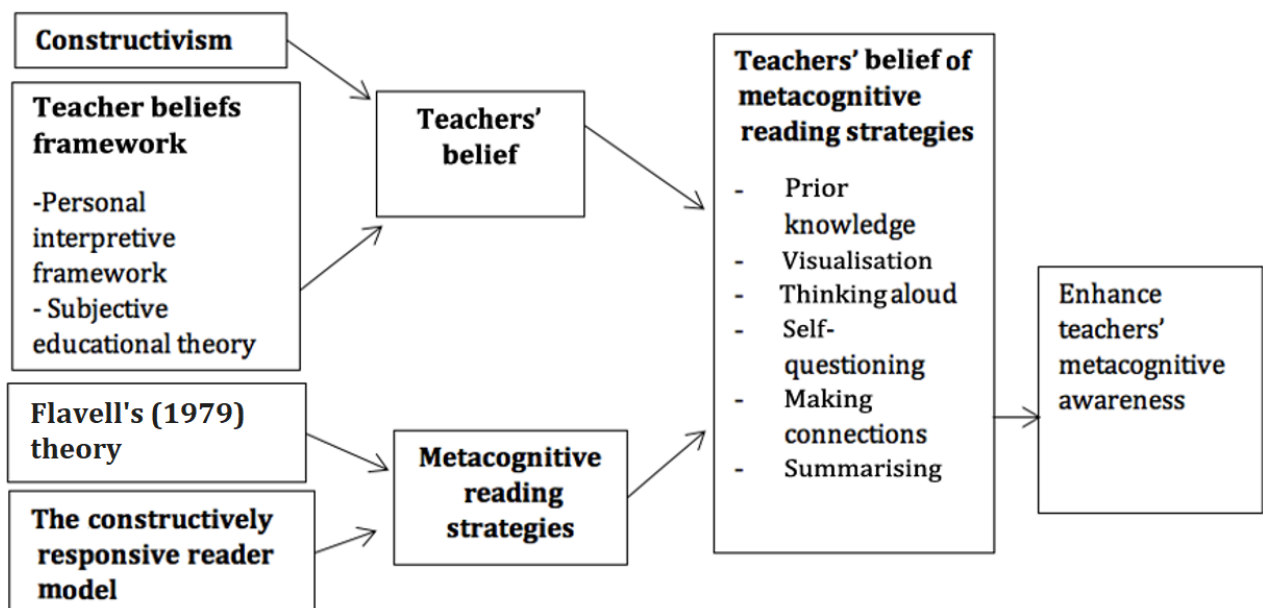 Constructivism
Teacher beliefs
framework
-Personal
interpretive
framework
- Subjective
educational theory
Flavell's (1979)
theory
The constructively
responsive reader
model
Teachers’
belief
Metacognitive
reading
strategies
Teachers’ belief of
metacognitive
reading strategies
- Prior
knowledge
- Visualisation
- Thinking aloud
- Self-
questioning
- Making
connections
- Summarising
Enhance
teachers’
metacognitive
awareness